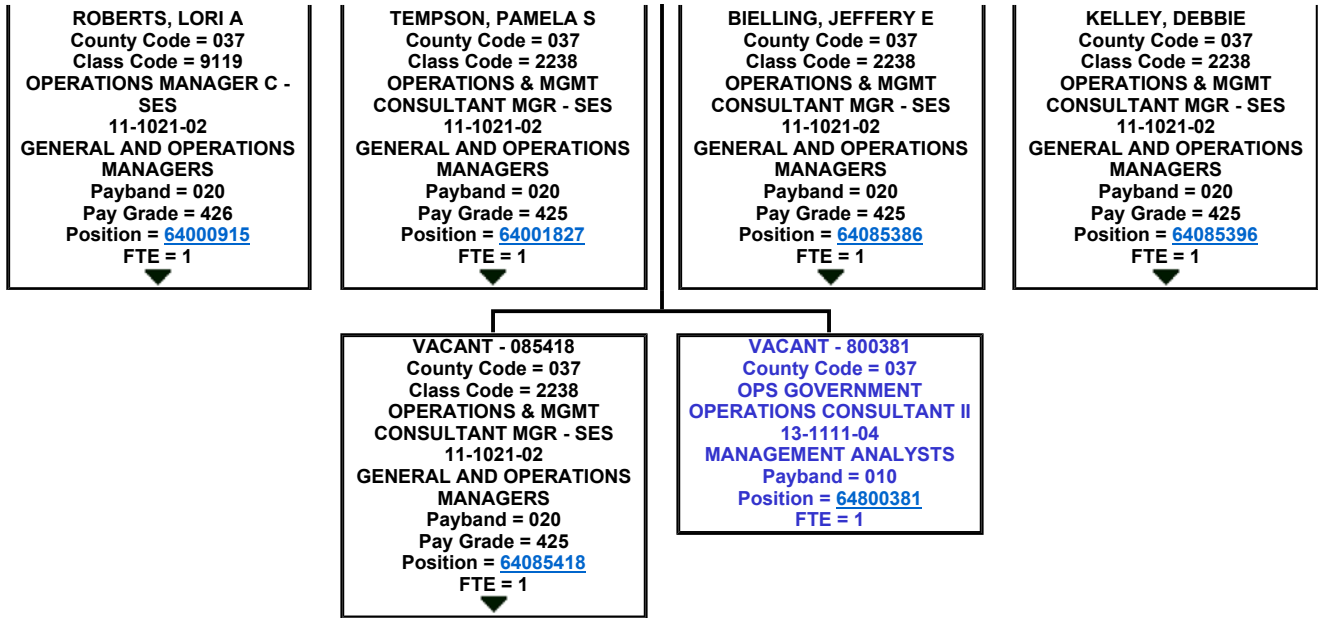 ROBERTS, LORI A
County Code = 037
Class Code = 9119
OPERATIONS MANAGER C -
SES
11-1021-02
GENERAL AND OPERATIONS
MANAGERS
Payband = 020
Pay Grade = 426
Position = 64000915
FTE = 1
TEMPSON, PAMELA S
County Code = 037
Class Code = 2238
OPERATIONS & MGMT
CONSULTANT MGR - SES
11-1021-02
GENERAL AND OPERATIONS
MANAGERS
Payband = 020
Pay Grade = 425
Position = 64001827
FTE = 1
BIELLING, JEFFERY E
County Code = 037
Class Code = 2238
OPERATIONS & MGMT
CONSULTANT MGR - SES
11-1021-02
GENERAL AND OPERATIONS
MANAGERS
Payband = 020
Pay Grade = 425
Position = 64085386
FTE = 1
KELLEY, DEBBIE
County Code = 037
Class Code = 2238
OPERATIONS & MGMT
CONSULTANT MGR - SES
11-1021-02
GENERAL AND OPERATIONS
MANAGERS
Payband = 020
Pay Grade = 425
Position = 64085396
FTE = 1
VACANT - 085418
County Code = 037
Class Code = 2238
OPERATIONS & MGMT
CONSULTANT MGR - SES
11-1021-02
GENERAL AND OPERATIONS
MANAGERS
Payband = 020
Pay Grade = 425
Position = 64085418
FTE = 1
VACANT - 800381
County Code = 037
OPS GOVERNMENT
OPERATIONS CONSULTANT II
13-1111-04
MANAGEMENT ANALYSTS
Payband = 010
Position = 64800381
FTE = 1